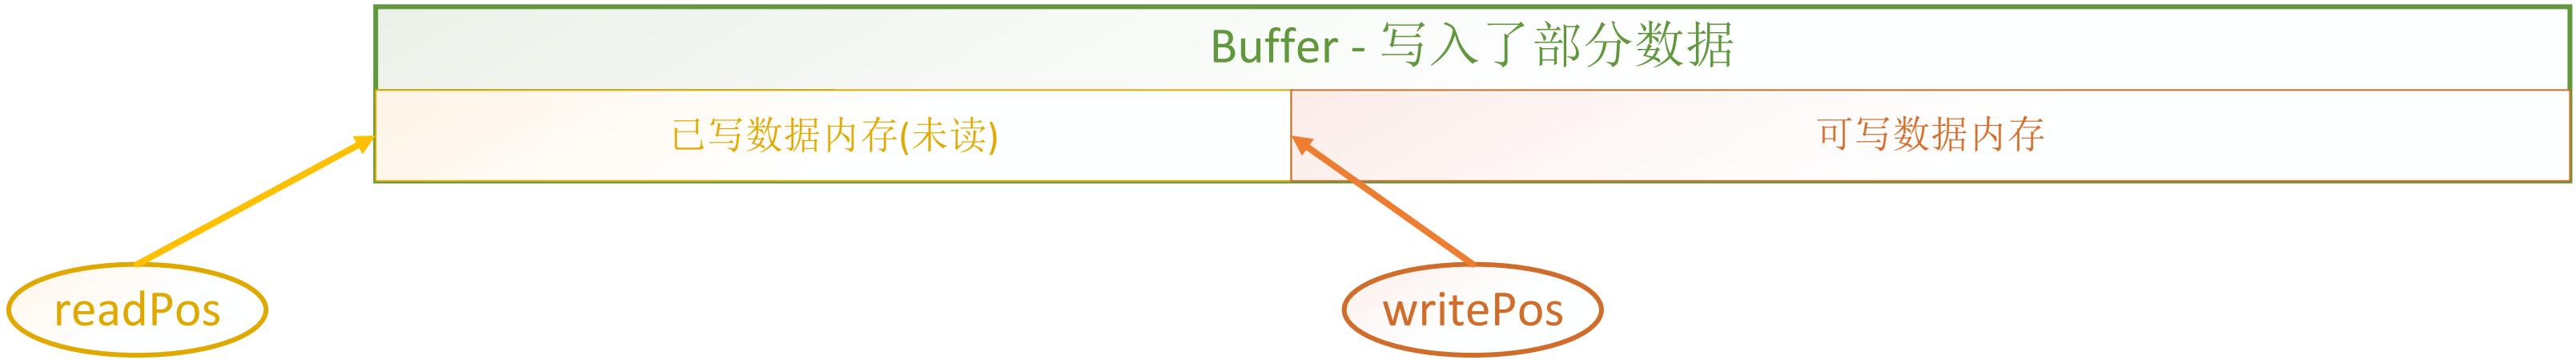 Buffer - 写入了部分数据
已写数据内存(未读)
可写数据内存
readPos
writePos